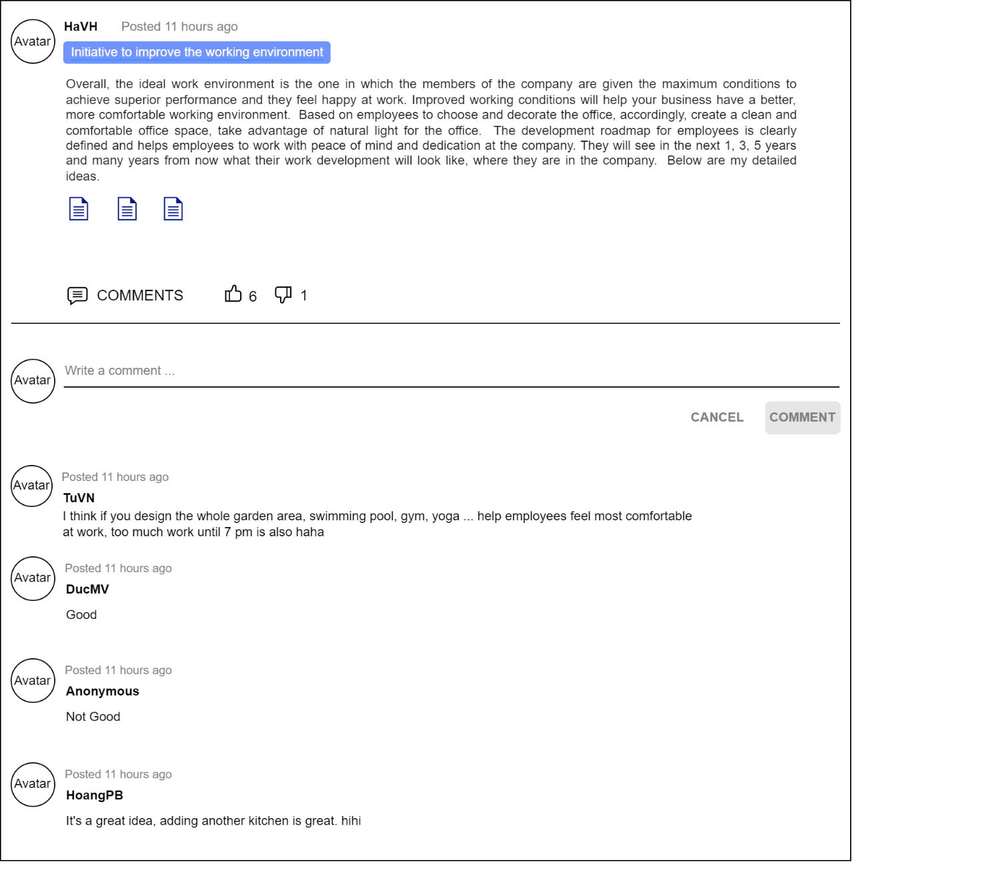 Avatar
HaVH Posted 11 hours ago
Initiative to improve the working environment
Overall, the ideal work environment is the one in which the members of the company are given the maximum conditions to
achieve superior performance and they feel happy at work. Improved working conditions will help your business have a better,
more comfortable working environment. Based on employees to choose and decorate the office, accordingly, create a clean and
comfortable office space, take advantage of natural light for the office. The development roadmap for employees is clearly
defined and helps employees to work with peace of mind and dedication at the company. They will see in the next 1, 3, 5 years
and many years from now what their work development will look like, where they are in the company. Below are my detailed
ideas.
COMMENTS 6 1
Avatar
Write a comment ...
CANCEL COMMENT
Avatar
Posted 11 hours ago
TuVN
I think if you design the whole garden area, swimming pool, gym, yoga ... help employees feel most comfortable
at work, too much work until 7 pm is also haha
Avatar
Posted 11 hours ago
DucMV
Good
Avatar
Posted 11 hours ago
Anonymous
Not Good
Avatar
Posted 11 hours ago
HoangPB
It's a great idea, adding another kitchen is great. hihi